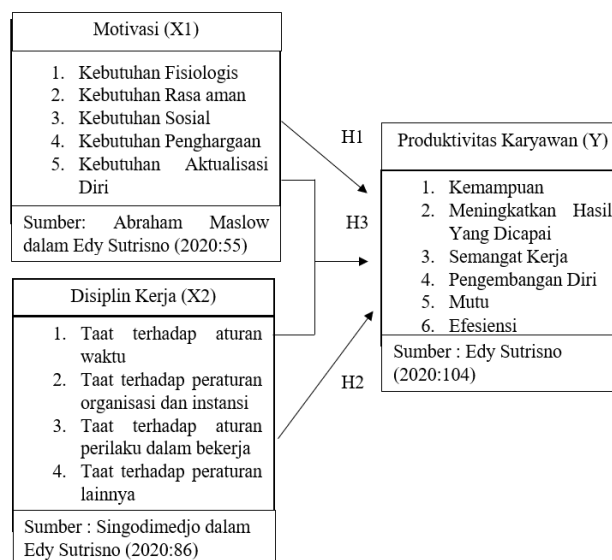 Motivasi (X1)
1. Kebutuhan Fisiologis
2. Kebutuhan Rasa aman
3. Kebutuhan Sosial
4. Kebutuhan Penghargaan
5. Kebutuhan Aktualisasi
Diri
Sumber: Abraham Maslow
dalam Edy Sutrisno (2020:55)
Disiplin Kerja (X2)
1. Taat terhadap aturan
waktu
2. Taat terhadap peraturan
organisasi dan instansi
3. Taat terhadap aturan
perilaku dalam bekerja
4. Taat terhadap peraturan
lainnya
Sumber : Singodimedjo dalam
Edy Sutrisno (2020:86)
H1
H3
H2
Produktivitas Karyawan (Y)
1. Kemampuan
2. Meningkatkan Hasil
Yang Dicapai
3. Semangat Kerja
4. Pengembangan Diri
5. Mutu
6. Efesiensi
Sumber : Edy Sutrisno
(2020:104)